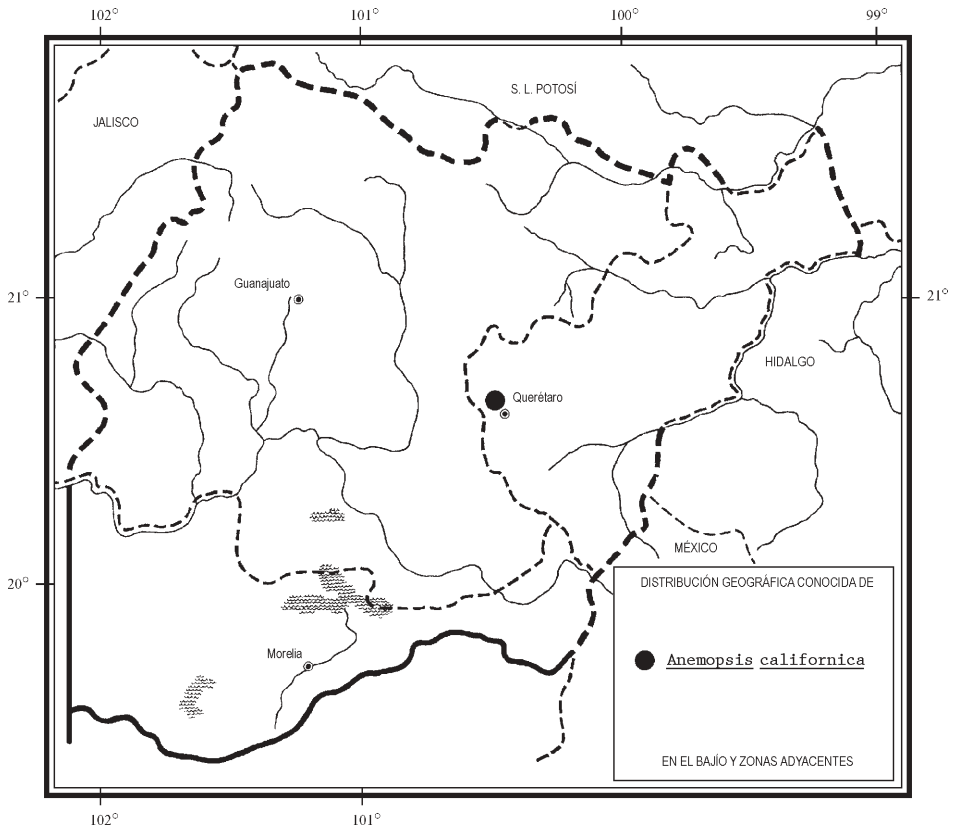 102° 101° 100° 99°
S. L. POTOSÍ
JALISCO
Guanajuato
21° 21°
HIDALGO
Querétaro
MÉXICO
20°
DISTRIBUCIÓN GEOGRÁFICA CONOCIDA DE
Morelia
Anemopsis californica
EN EL BAJÍO Y ZONAS ADYACENTES
102° 101°